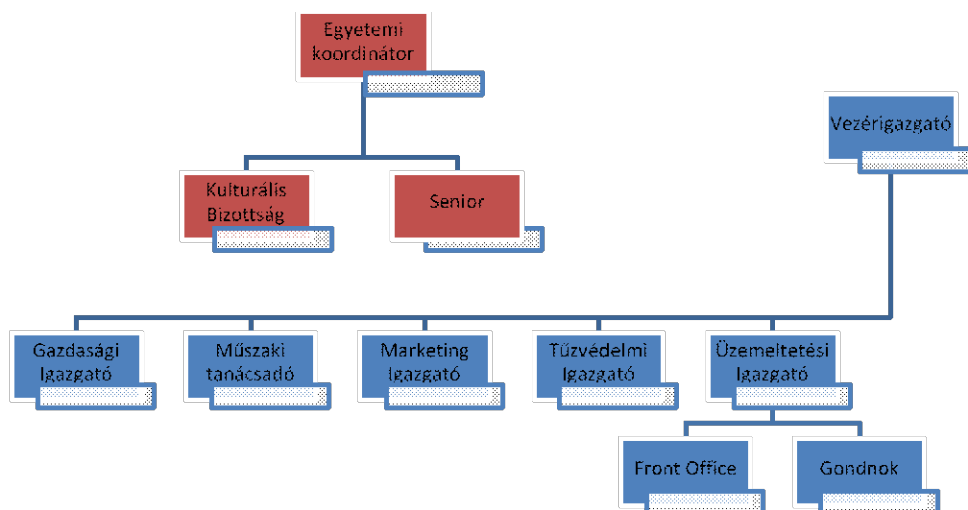 Egyetemi
koordinátor
Vezérigazgató
Kulturális
Bizottság
Senior
Gazdasági
Igazgató
Műszaki
tanácsadó
Marketing
Igazgató
Tűzvédelmi
Igazgató
Üzemeltetési
Igazgató
Front Office
Gondnok